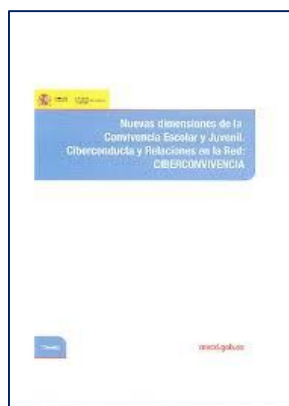 Nuevas dimensiones de la
Convivencia Escolar y Juvenil.
Ciberconducta y Relaciones en la Red:
CIBERCONVIVENCIA
mecd.gob.es